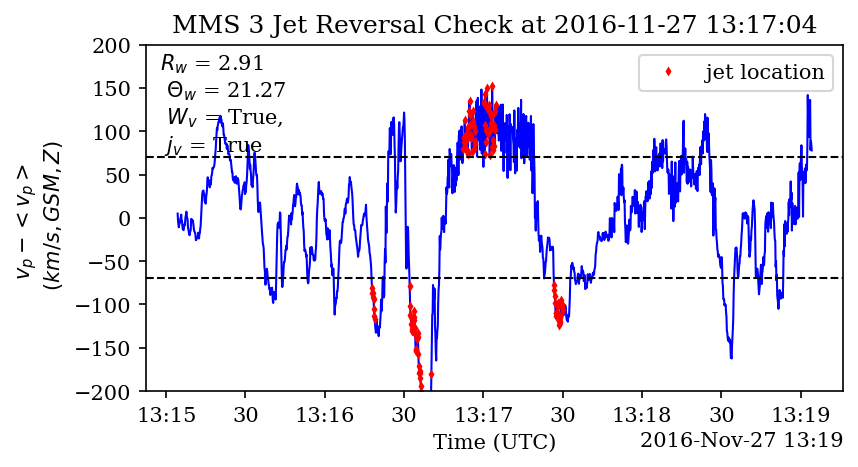 MMS 3 Jet Reversal Check at 2016-11-27 13:17:04
R_w = 2.91
Θ_w = 21.27
W_v = True,
j_v = True
jet location
v_p − < v_p >
(km/s, GSM, Z)
200
150
100
50
0
−50
−100
−150
−200
13:15 30 13:16 30 13:17 30 13:18 30 13:19
Time (UTC)
2016-Nov-27 13:19